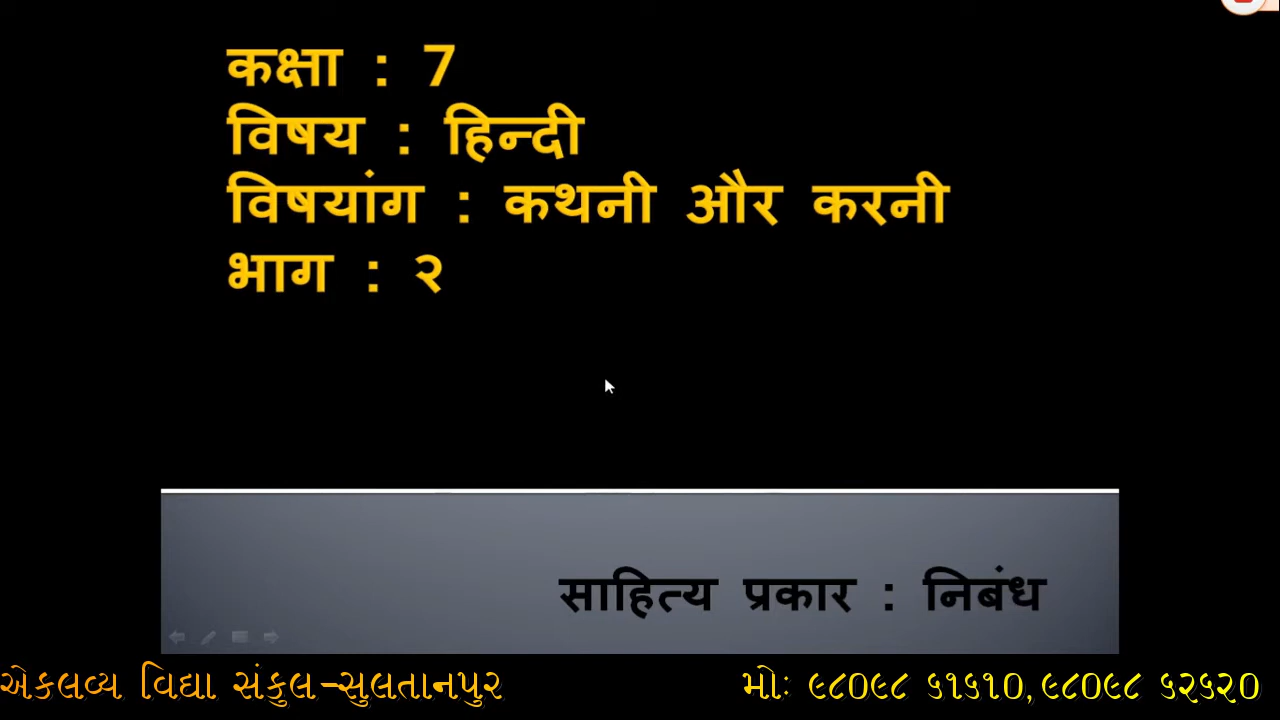 कक्षा : 7
विषय : हिन्दी
विषयांग : कथनी और करनी
भाग : २
साहित्य प्रकार : निबंध
એકલવ્ય વિદ્યા સંકુલ-સુલતાનપુર
મોઃ ૯૮૦૯૮ ૬૧૬૧૦,૯૮૦૯૮ ૬૨૬૨૦